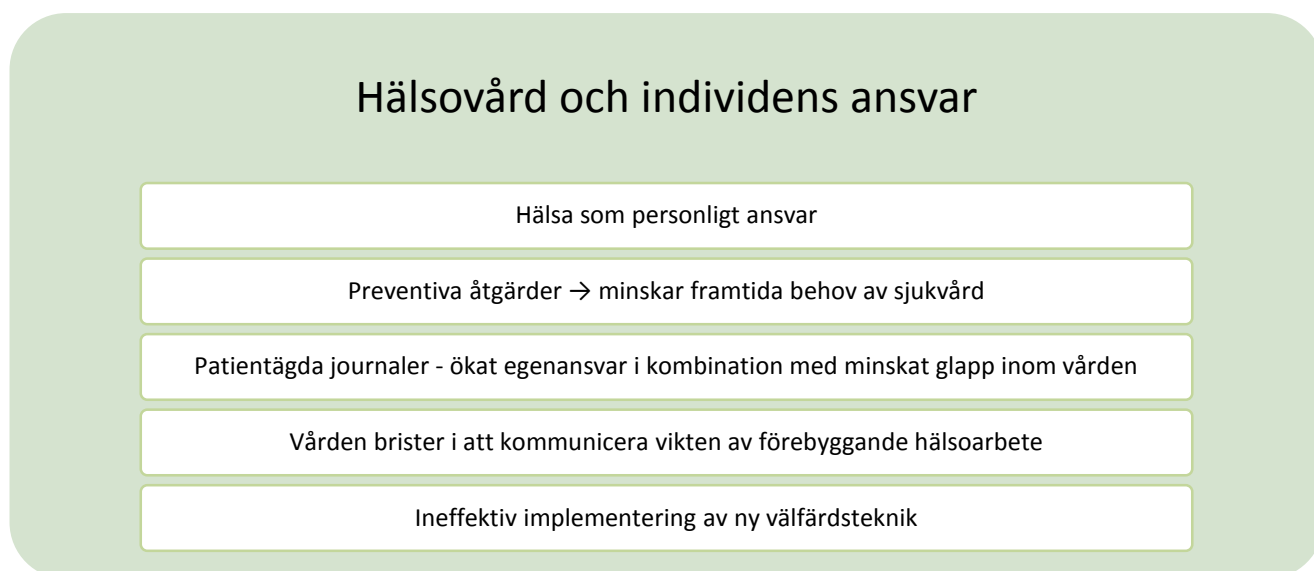 Hälsovård och individens ansvar
Hälsa som personligt ansvar
Preventiva åtgärder → minskar framtida behov av sjukvård
Patientägda journaler - ökat egenansvar i kombination med minskat glapp inom vården
Vården brister i att kommunicera vikten av förebyggande hälsoarbete
Ineffektiv implementering av ny välfärdsteknik